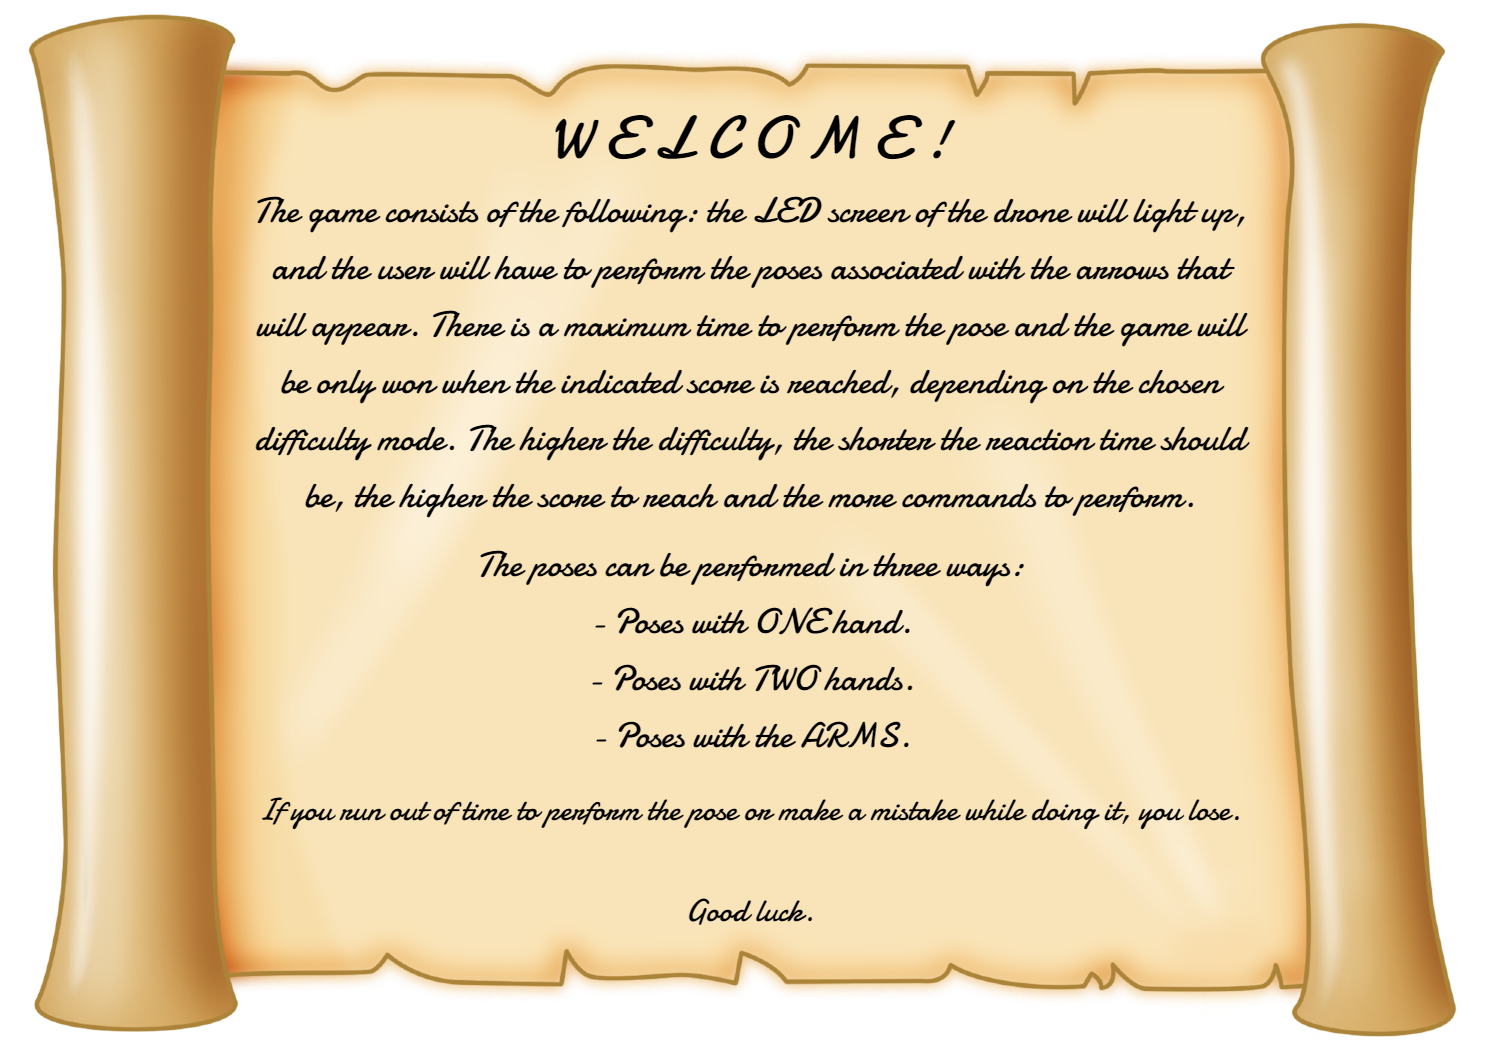 WELCOME!
The game consists of the following: the LED screen of the drone will light up,
and the user will have to perform the poses associated with the arrows that
will appear. There is a maximum time to perform the pose and the game will
be only won when the indicated score is reached, depending on the chosen
difficulty mode. The higher the difficulty, the shorter the reaction time should
be, the higher the score to reach and the more commands to perform.
The poses can be performed in three ways:
- Poses with ONE hand.
- Poses with TWO hands.
- Poses with the ARMS.
If you run out of time to perform the pose or make a mistake while doing it, you lose.
Good luck.